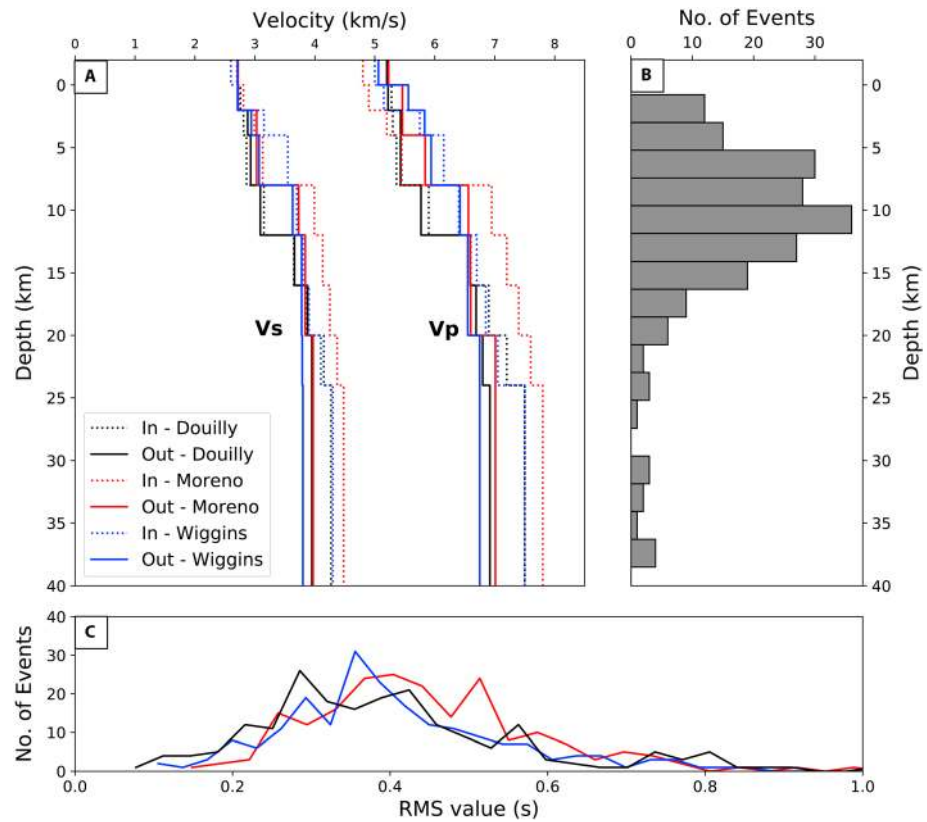 Velocity (km/s)
0 1 2 3 4 5 6 7 8
No. of Events
0 10 20 30
A
B
Depth (km)
0
5
10
15
20
25
30
35
40
Vs
Vp
In - Douilly
Out - Douilly
In - Moreno
Out - Moreno
In - Wiggins
Out - Wiggins
0
5
10
15
20
25
30
35
40
Depth (km)
C
No. of Events
40
30
20
10
0
0.0 0.2 0.4 0.6 0.8 1.0
RMS value (s)